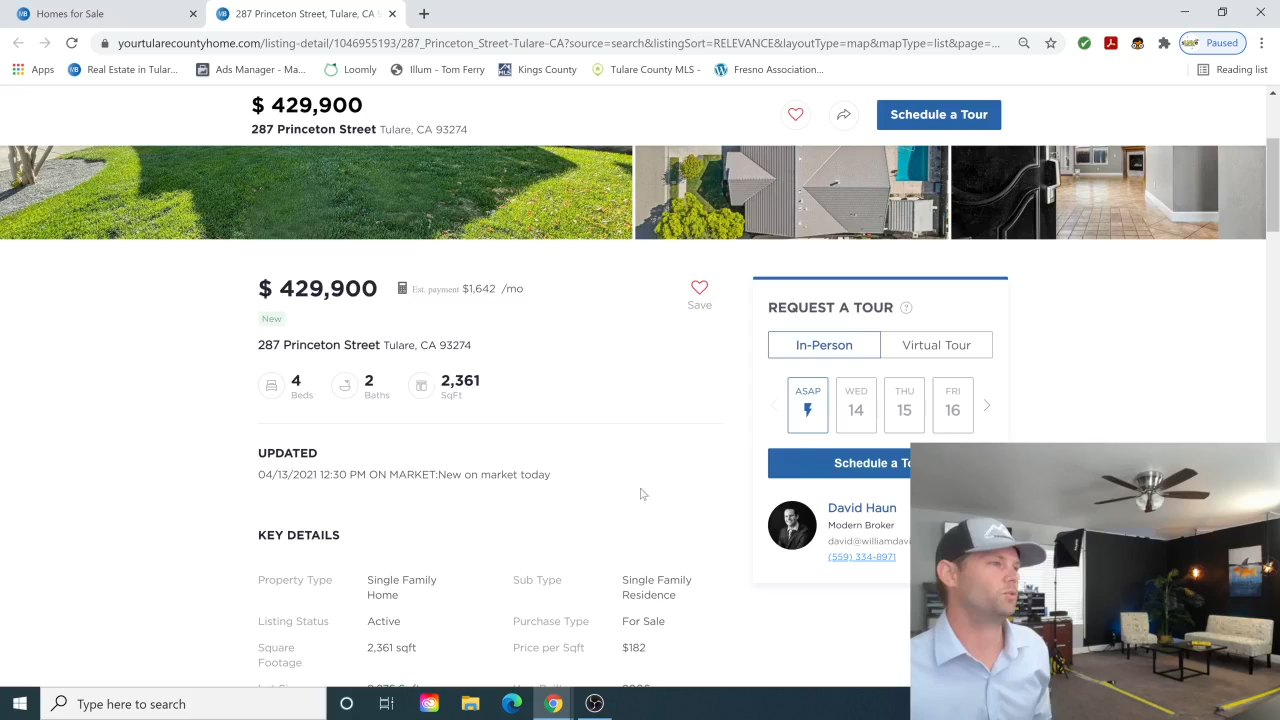 Homes for Sale
287 Princeton Street, Tulare, CA 9
yourtularecountyhome.com/listing-detail/1046955193/287_Princeton_Street-Tulare-CA?source=search&listingSort=RELEVANCE&layoutType=map&mapType=list&page=...
Paused
Apps
Real Estate in Tular...
Ads Manager - Ma...
Loomly
Illum - Tom Ferry
Kings County
Tulare County MLS -
Fresno Association...
Reading list
$ 429,900
287 Princeton Street Tulare, CA 93274
Schedule a Tour
$ 429,900
Est. payment $1,642 /mo
Save
New
287 Princeton Street Tulare, CA 93274
4
Beds
2
Baths
2,361
SqFt
UPDATED
04/13/2021 12:30 PM ON MARKET:New on market today
KEY DETAILS
Property Type
Single Family
Home
Sub Type
Single Family
Residence
Listing Status
Active
Purchase Type
For Sale
Square
Footage
2,361 sqft
Price per Sqft
$182
REQUEST A TOUR ?
In-Person
Virtual Tour
ASAP
WED
14
THU
15
FRI
16
Schedule a To
David Haun
Modern Broker
david@williamdavi
(559) 334-8971
Type here to search